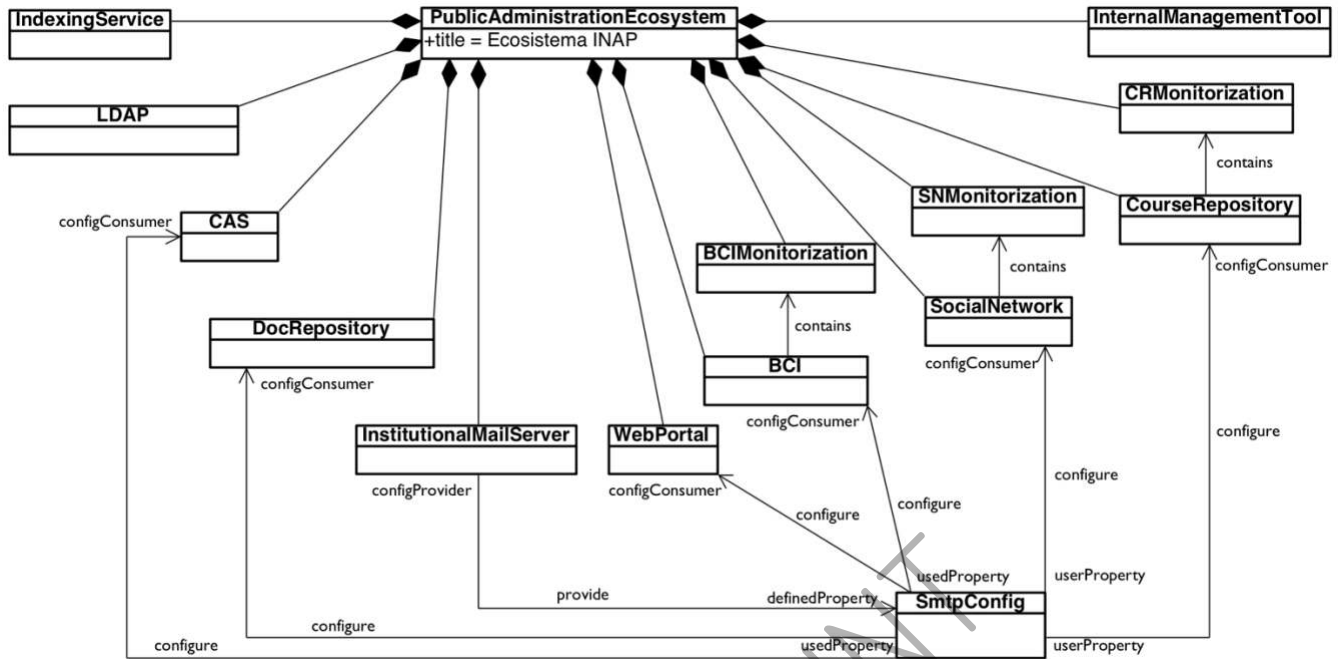 IndexingService
PublicAdministrationEcosystem
+title = Ecosistema INAP
InternalManagementTool
LDAP
CRMonitorization
contains
SNMonitorization
CourseRepository
configConsumer
CAS
BCIMonitorization
contains
configConsumer
SocialNetwork
DocRepository
contains
configConsumer
BCI
configConsumer
configConsumer
InstitutionalMailServer
WebPortal
configure
configProvider
configConsumer
configure
configure
configure
usedProperty
userProperty
provide
definedProperty
SmtpConfig
configure
configure
usedProperty
userProperty